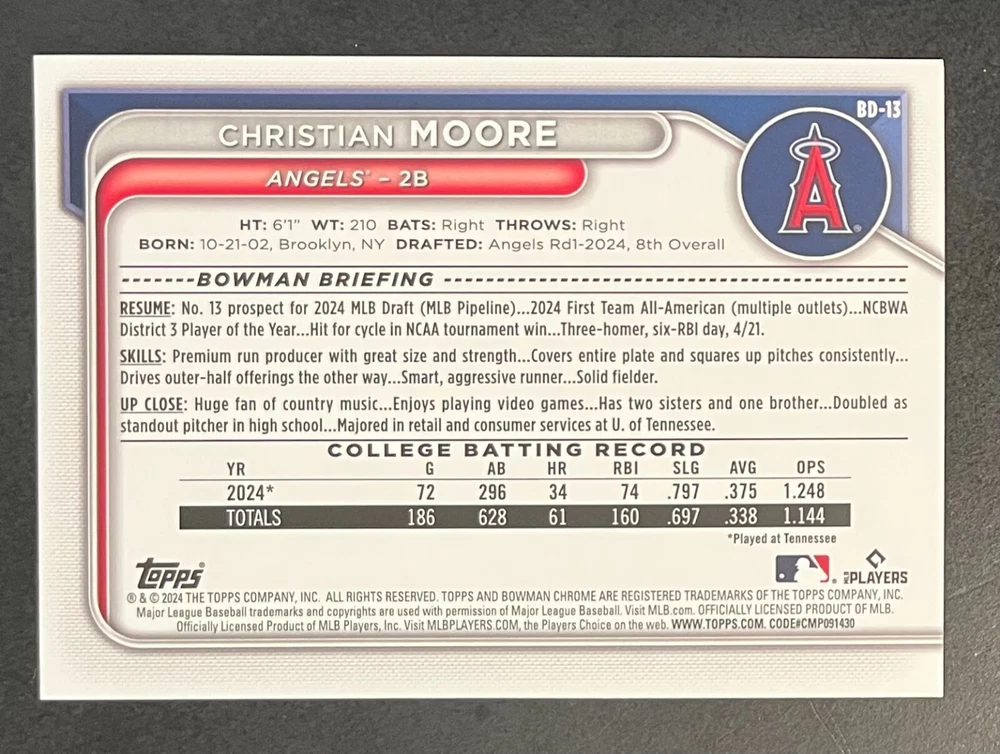 BD-13
CHRISTIAN MOORE
ANGELS® – 2B
A®
HT: 6'1" WT: 210 BATS: Right THROWS: Right
BORN: 10-21-02, Brooklyn, NY DRAFTED: Angels Rd1-2024, 8th Overall
BOWMAN BRIEFING
RESUME: No. 13 prospect for 2024 MLB Draft (MLB Pipeline)...2024 First Team All-American (multiple outlets)...NCBWA
District 3 Player of the Year...Hit for cycle in NCAA tournament win...Three-homer, six-RBI day, 4/21.
SKILLS: Premium run producer with great size and strength...Covers entire plate and squares up pitches consistently...
Drives outer-half offerings the other way...Smart, aggressive runner...Solid fielder.
UP CLOSE: Huge fan of country music...Enjoys playing video games...Has two sisters and one brother...Doubled as
standout pitcher in high school...Majored in retail and consumer services at U. of Tennessee.
COLLEGE BATTING RECORD
YR G AB HR RBI SLG AVG OPS
2024* 72 296 34 74 .797 .375 1.248
TOTALS 186 628 61 160 .697 .338 1.144
*Played at Tennessee
Topps®
MLB PLAYERS
® & © 2024 THE TOPPS COMPANY, INC. ALL RIGHTS RESERVED. TOPPS AND BOWMAN CHROME ARE REGISTERED TRADEMARKS OF THE TOPPS COMPANY, INC.
Major League Baseball trademarks and copyrights are used with permission of Major League Baseball. Visit MLB.com. OFFICIALLY LICENSED PRODUCT OF MLB.
Officially Licensed Product of MLB Players, Inc. Visit MLBPLAYERS.COM, the Players Choice on the web. WWW.TOPPS.COM. CODE#CMP091430